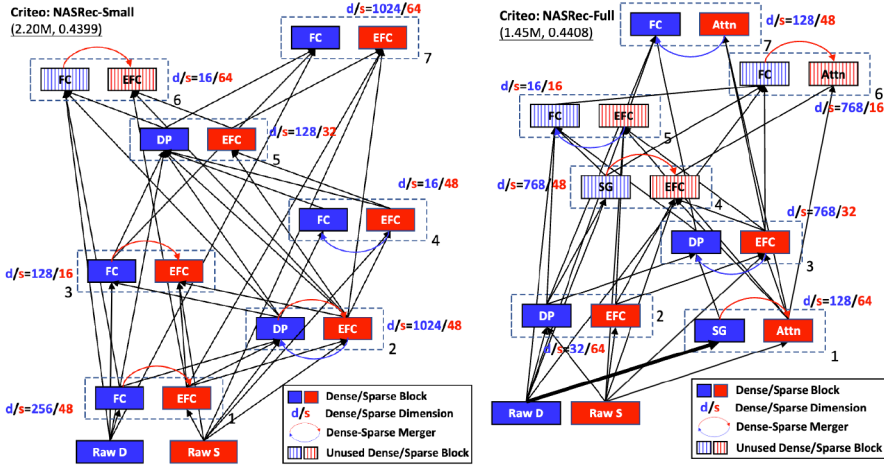 Criteo: NASRec-Small
(2.20M, 0.4399)
d/s=1024/64
FC
EFC
7
FC
EFC
d/s=16/64
6
DP
EFC
d/s=128/32
5
d/s=16/48
FC
EFC
4
d/s=128/16
FC
EFC
3
DP
EFC
d/s=1024/48
2
d/s=256/48
FC
EFC
1
Raw D
Raw S
Dense/Sparse Block
d/s Dense/Sparse Dimension
Dense-Sparse Merger
Unused Dense/Sparse Block
Criteo: NASRec-Full
(1.45M, 0.4408)
FC
Attn
d/s=128/48
7
FC
Attn
6
d/s=768/16
d/s=16/16
FC
EFC
5
d/s=768/48
SG
EFC
4
d/s=768/32
DP
EFC
3
DP
EFC
2
d/s=32/64
d/s=128/64
SG
Attn
1
Raw D
Raw S
Dense/Sparse Block
d/s Dense/Sparse Dimension
Dense-Sparse Merger
Unused Dense/Sparse Block